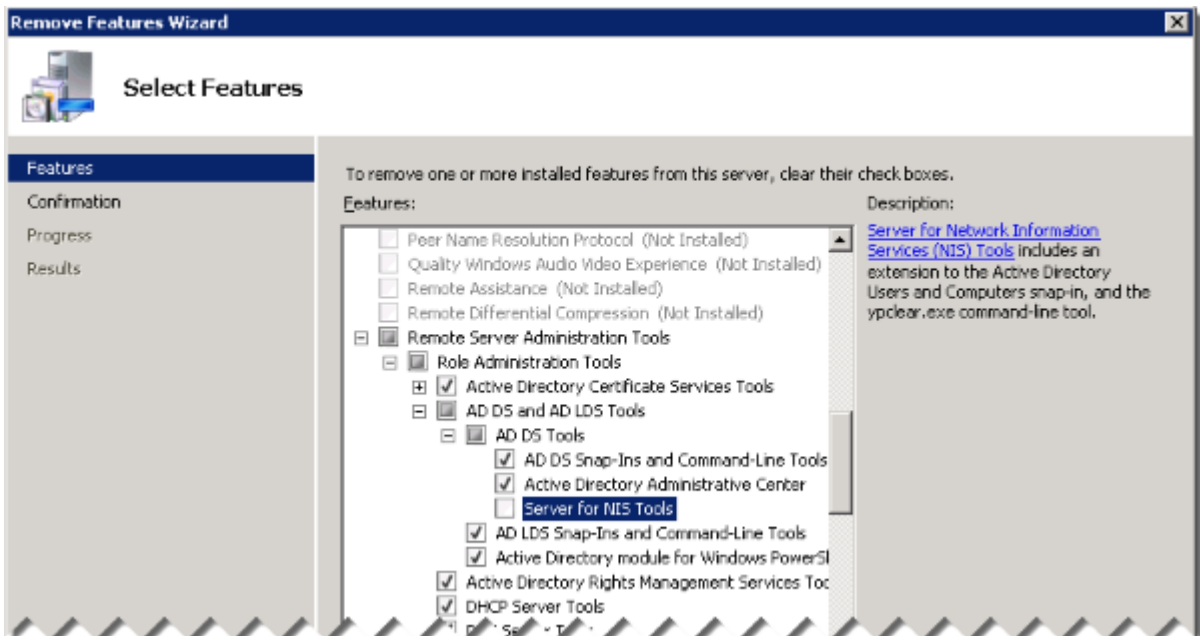 Remove Features Wizard
Select Features
Features
Confirmation
Progress
Results
To remove one or more installed features from this server, clear their check boxes.
Features:
Peer Name Resolution Protocol (Not Installed)
Quality Windows Audio Video Experience (Not Installed)
Remote Assistance (Not Installed)
Remote Differential Compression (Not Installed)
Remote Server Administration Tools
Role Administration Tools
Active Directory Certificate Services Tools
AD DS and AD LDS Tools
AD DS Tools
AD DS Snap-Ins and Command-Line Tools
Active Directory Administrative Center
Server for NIS Tools
AD LDS Snap-Ins and Command-Line Tools
Active Directory module for Windows PowerSh
Active Directory Rights Management Services Too
DHCP Server Tools
Description:
Server for Network Information
Services (NIS) Tools includes an
extension to the Active Directory
Users and Computers snap-in, and the
ypclear.exe command-line tool.